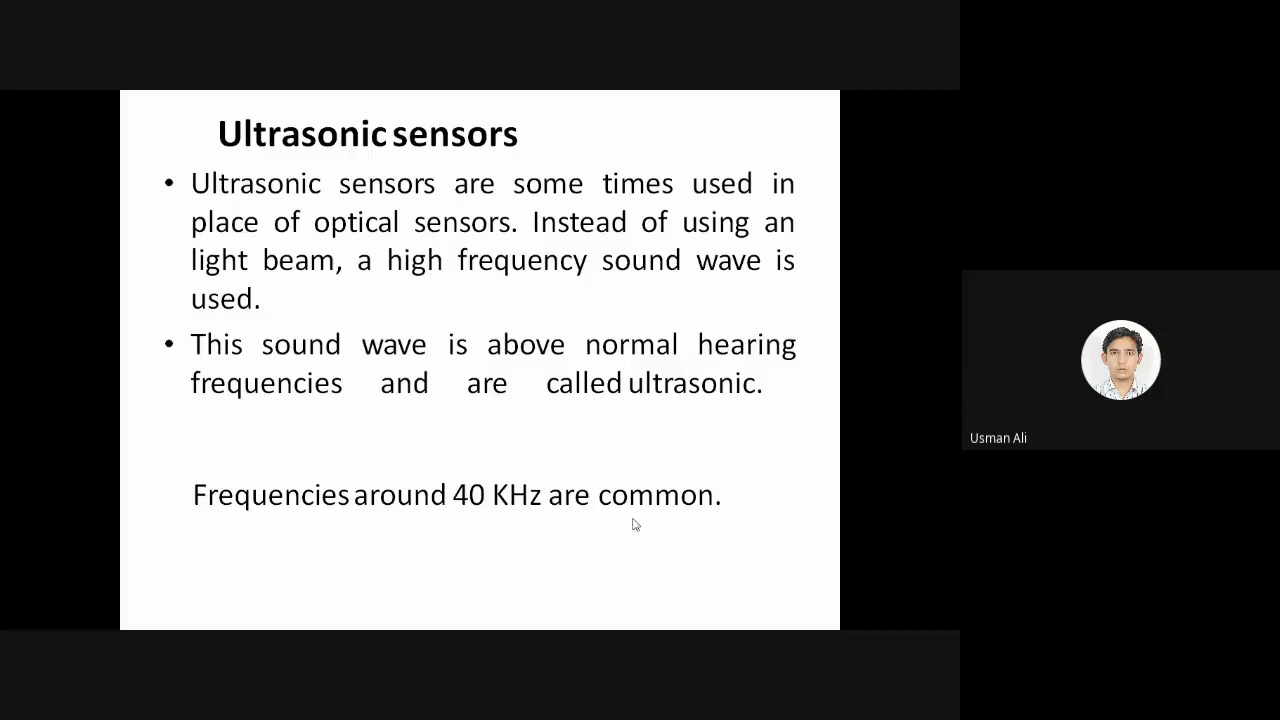 Ultrasonic sensors
• Ultrasonic sensors are some times used in
place of optical sensors. Instead of using an
light beam, a high frequency sound wave is
used.
• This sound wave is above normal hearing
frequencies and are called ultrasonic.
Frequencies around 40 KHz are common.
Usman Ali